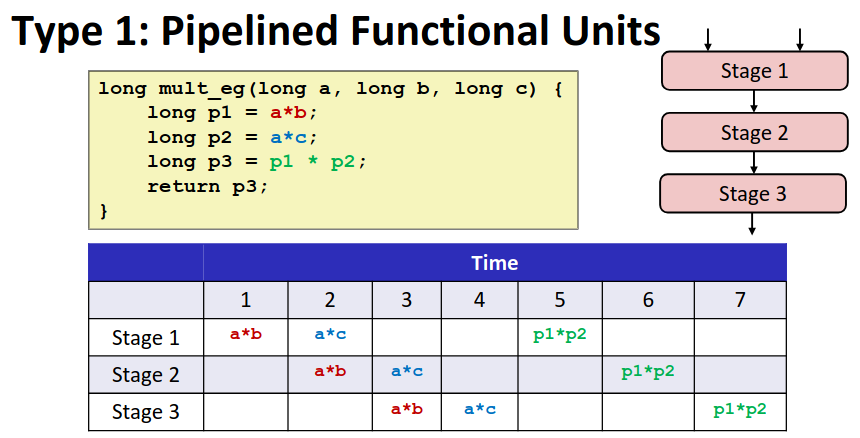 Type 1: Pipelined Functional Units
long mult_eg(long a, long b, long c) {
    long p1 = a*b;
    long p2 = a*c;
    long p3 = p1 * p2;
    return p3;
}
Stage 1
Stage 2
Stage 3
Time
1 2 3 4 5 6 7
Stage 1 a*b a*c p1*p2
Stage 2 a*b a*c p1*p2
Stage 3 a*b a*c p1*p2